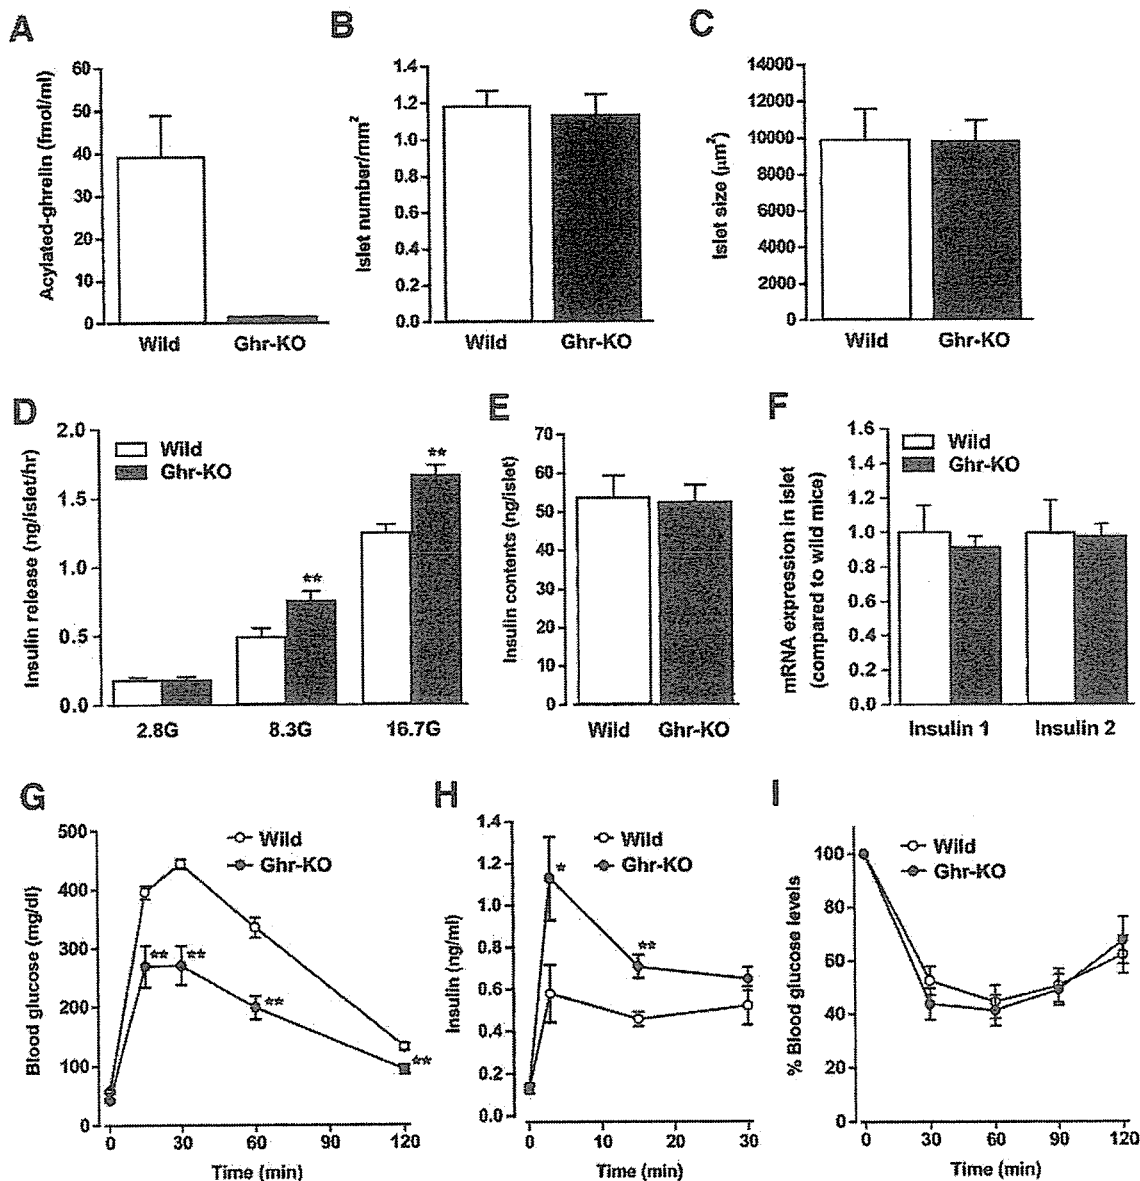 A
Acylated-ghrelin (fmol/ml)
60
50
40
30
20
10
0
Wild
Ghr-KO
B
Islet number/mm²
1.4
1.2
1.0
0.8
0.6
0.4
0.2
0.0
Wild
Ghr-KO
C
Islet size (μm²)
14000
12000
10000
8000
6000
4000
2000
0
Wild
Ghr-KO
D
Insulin release (ng/islet/hr)
2.0
1.5
1.0
0.5
0.0
Wild
Ghr-KO
**
**
2.8G
8.3G
16.7G
E
Insulin contents (ng/islet)
70
60
50
40
30
20
10
0
Wild
Ghr-KO
F
mRNA expression in islet
(compared to wild mice)
1.6
1.4
1.2
1.0
0.8
0.6
0.4
0.2
0.0
Wild
Ghr-KO
Insulin 1
Insulin 2
G
Blood glucose (mg/dl)
500
400
300
200
100
0
Wild
Ghr-KO
**
**
**
**
0
30
60
90
120
Time (min)
H
Insulin (ng/ml)
1.4
1.2
1.0
0.8
0.6
0.4
0.2
0.0
Wild
Ghr-KO
*
**
0
10
20
30
Time (min)
I
% Blood glucose levels
100
80
60
40
20
0
Wild
Ghr-KO
0
30
60
90
120
Time (min)